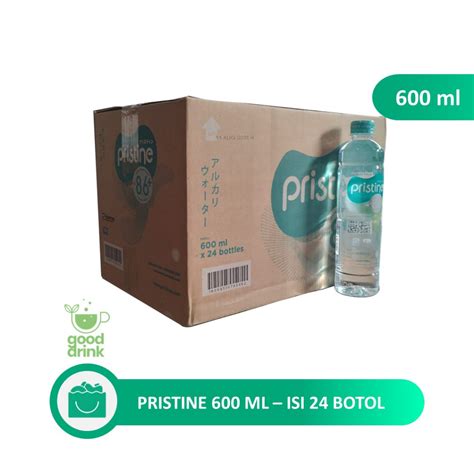 600 ml
pristine
8.6+
アルカリ
ウォーター
pristine
600 ml
x 24 bottles
pristine
good
drink
PRISTINE 600 ML – ISI 24 BOTOL